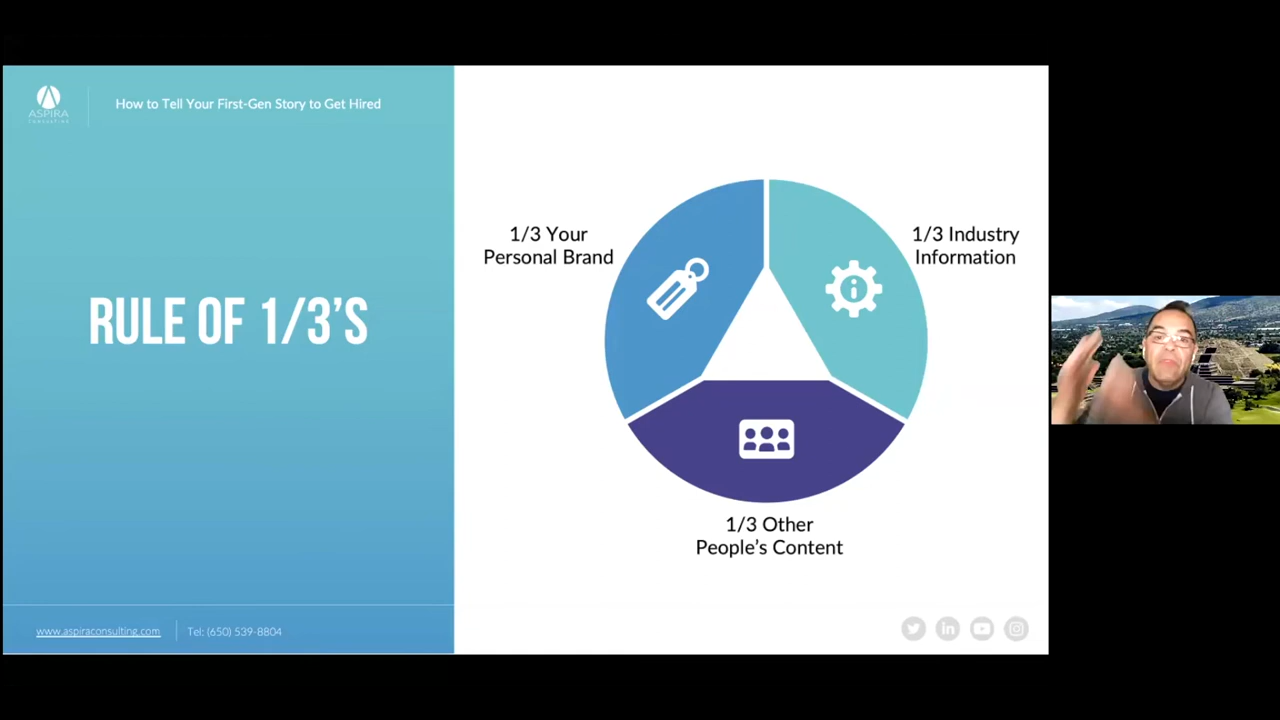 ASPIRA
CONSULTING
How to Tell Your First-Gen Story to Get Hired
RULE OF 1/3'S
1/3 Your
Personal Brand
1/3 Industry
Information
1/3 Other
People's Content
www.aspiraconsulting.com
Tel: (650) 539-8804